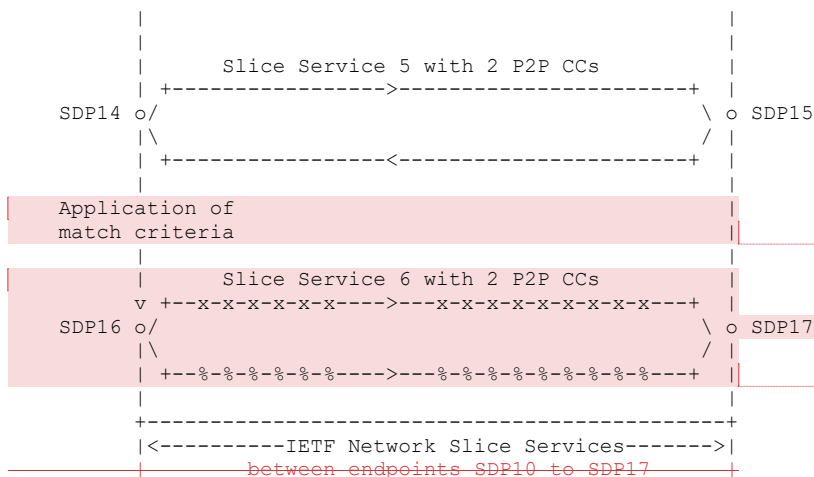 |                                     |
|                                     |
|     Slice Service 5 with 2 P2P CCs        |
| +----------------->------------------------+  |
SDP14 o/                                   \ o SDP15
|\                                   / |
| +-----------------<------------------------+  |
|                                     |
Application of                             |
match criteria                             |
|                                     |
|     Slice Service 6 with 2 P2P CCs        |
v +--x-x-x-x-x-x---->---x-x-x-x-x-x-x-x-x---+  |
SDP16 o/                                   \ o SDP17
|\                                   / |
| +--%-%-%-%-%-%---->---%-%-%-%-%-%-%-%-%---+  |
|                                     |
+----------------------------------------------+
|<----------IETF Network Slice Services------->|
|       between endpoints SDP10 to SDP17      |